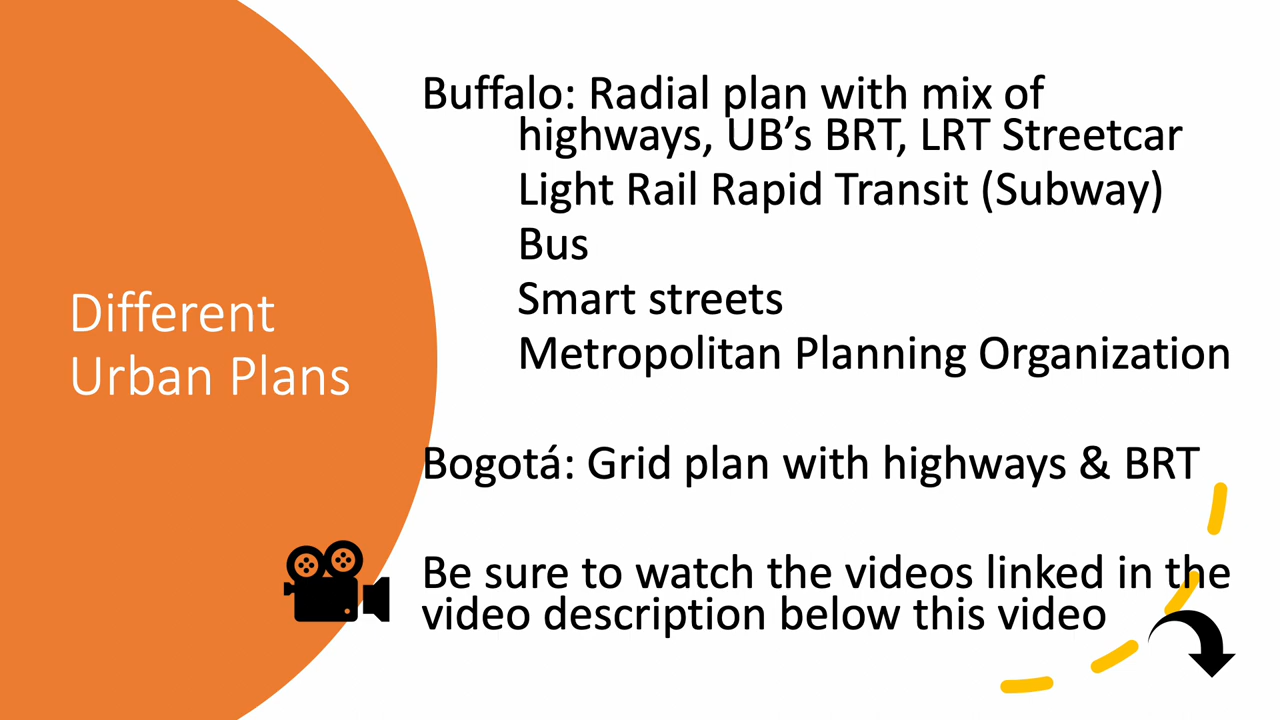 Different
Urban Plans
Buffalo: Radial plan with mix of
highways, UB’s BRT, LRT Streetcar
Light Rail Rapid Transit (Subway)
Bus
Smart streets
Metropolitan Planning Organization
Bogotá: Grid plan with highways & BRT
Be sure to watch the videos linked in the
video description below this video